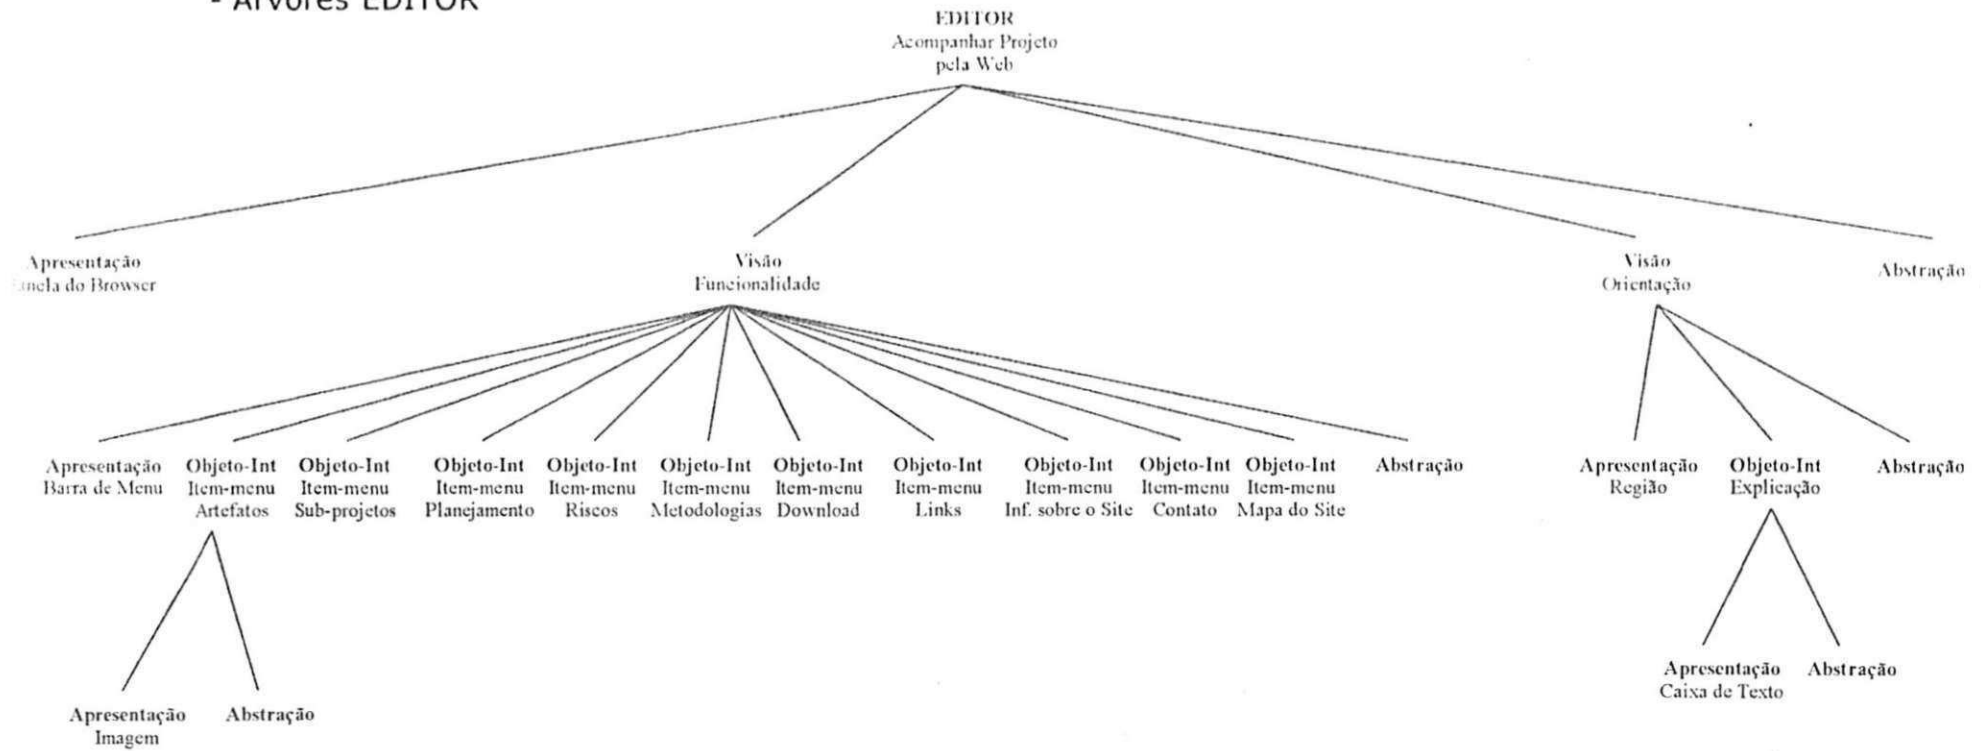 - Árvores EDITOR
EDITOR
Acompanhar Projeto
pela Web
Apresentação
do Browser
Visão
Funcionalidade
Visão
Orientação
Abstração
Apresentação
Barra de Menu
Objeto-Int
Item-menu
Artefatos
Objeto-Int
Item-menu
Sub-projetos
Objeto-Int
Item-menu
Planejamento
Objeto-Int
Item-menu
Riscos
Objeto-Int
Item-menu
Metodologias
Objeto-Int
Item-menu
Download
Objeto-Int
Item-menu
Links
Objeto-Int
Item-menu
Inf. sobre o Site
Objeto-Int
Item-menu
Contato
Objeto-Int
Item-menu
Mapa do Site
Abstração
Apresentação
Região
Objeto-Int
Explicação
Abstração
Apresentação
Imagem
Abstração
Apresentação
Caixa de Texto
Abstração